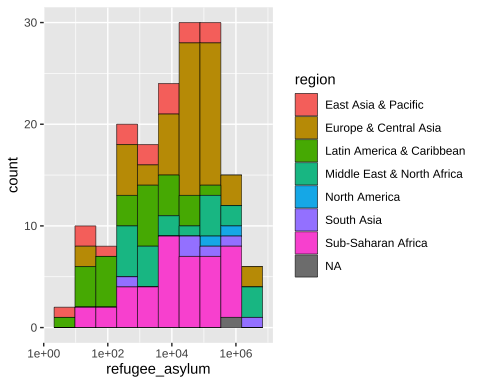 30
20
10
0
count
1e+00
1e+02
1e+04
1e+06
refugee_asylum
region
East Asia & Pacific
Europe & Central Asia
Latin America & Caribbean
Middle East & North Africa
North America
South Asia
Sub-Saharan Africa
NA